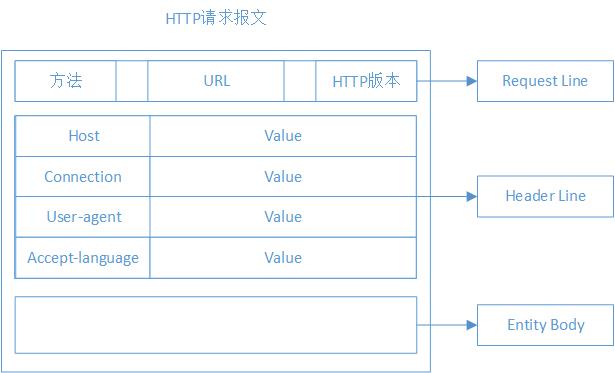 HTTP请求报文
方法 URL HTTP版本 Request Line
Host Value
Connection Value
Header Line
User-agent Value
Accept-language Value
Entity Body